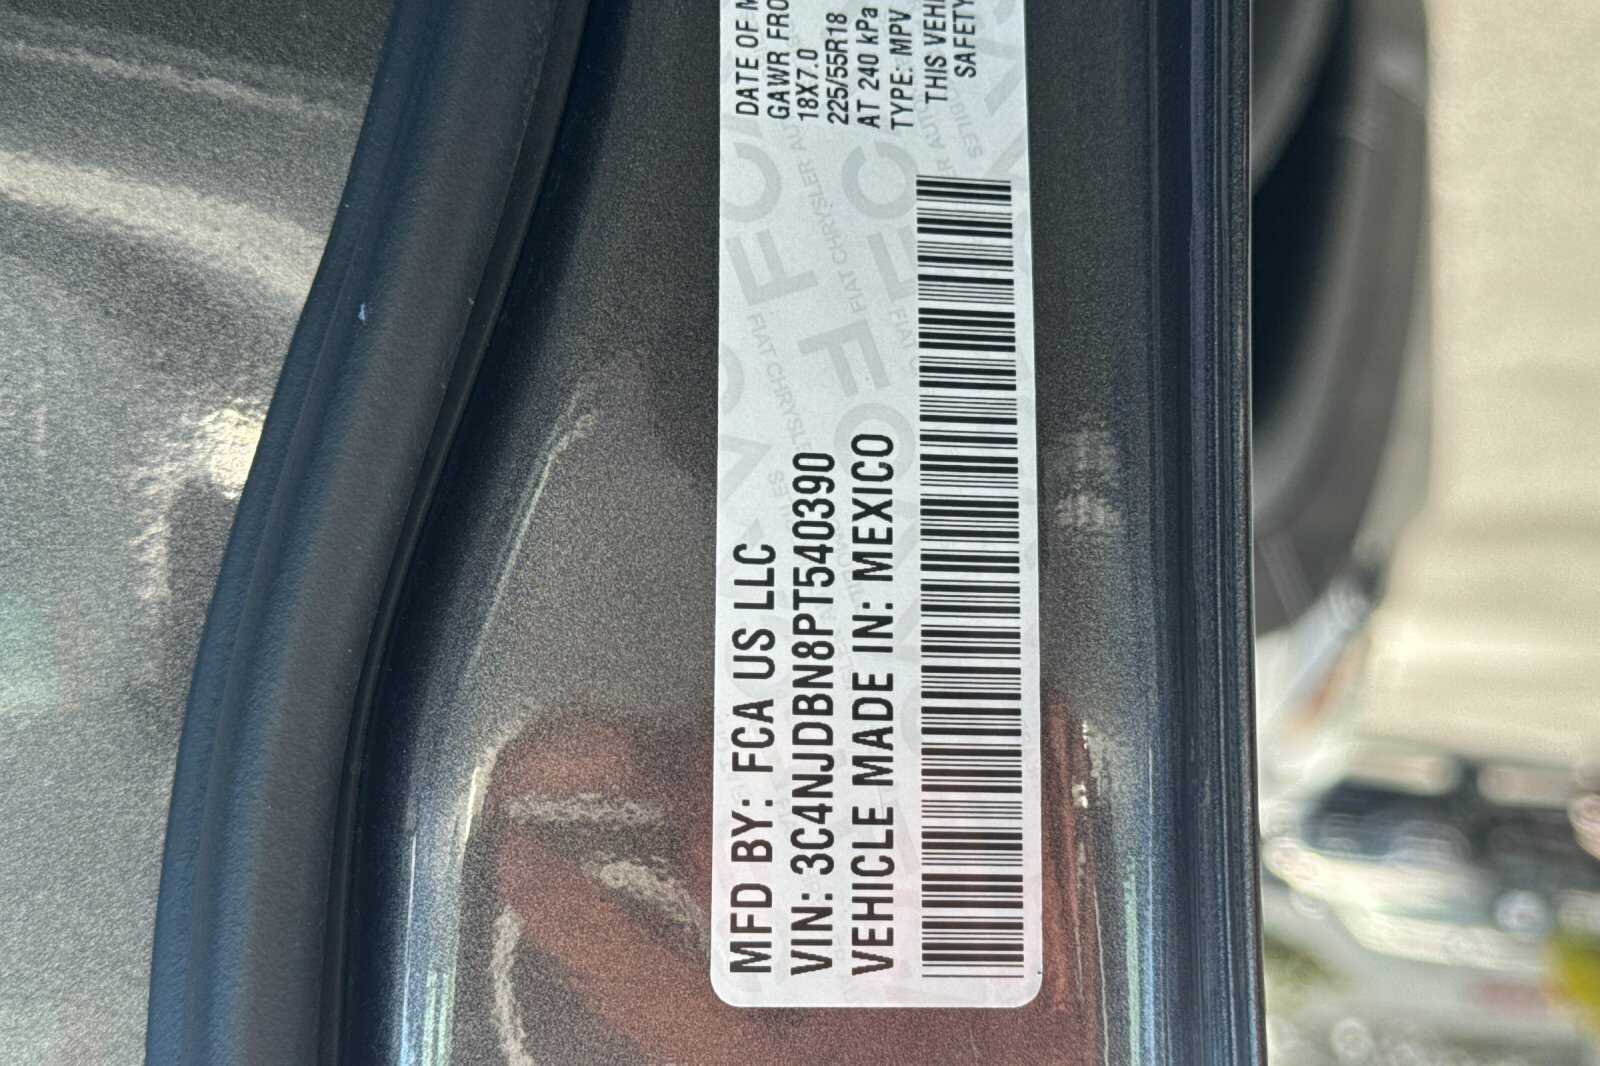 MFD BY: FCA US LLC
VIN: 3C4NJDBN8PT540390
VEHICLE MADE IN: MEXICO
DATE OF M
GAWR FRO
18X7.0
225/55R18
AT 240 kPa
TYPE: MPV
THIS VEHI
SAFETY